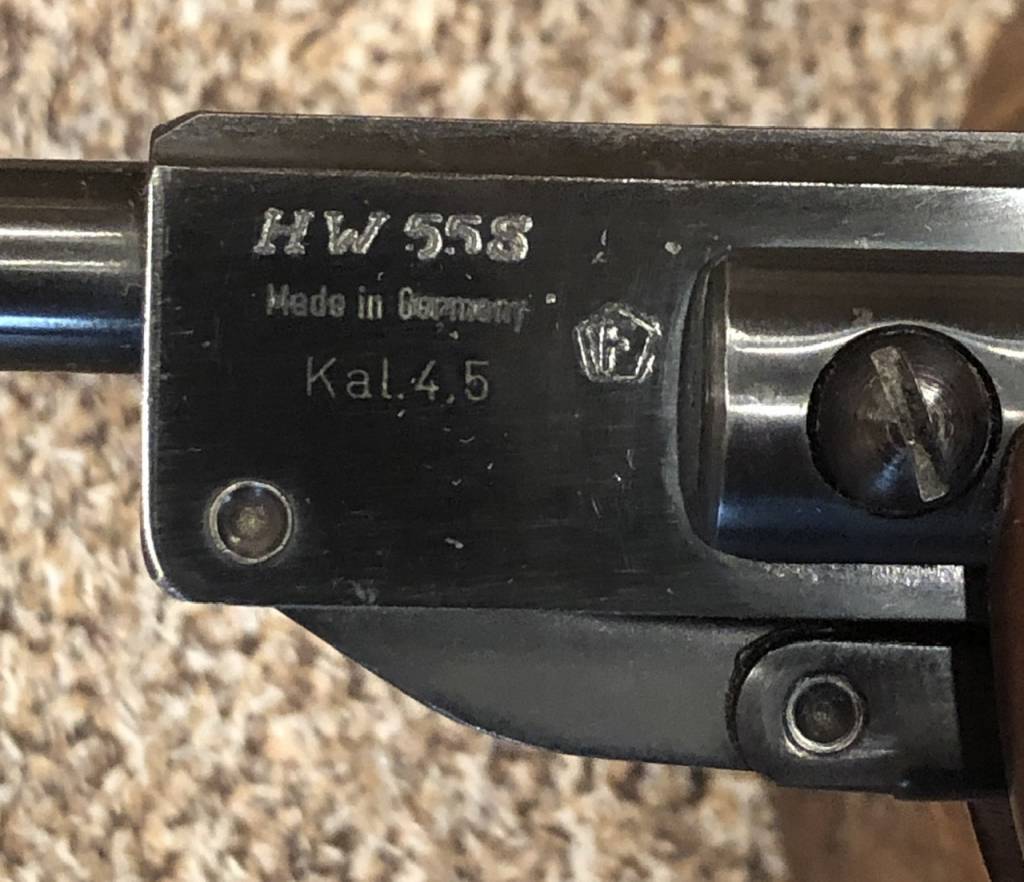 HW 55S
Made in Germany
Kal. 4,5
F